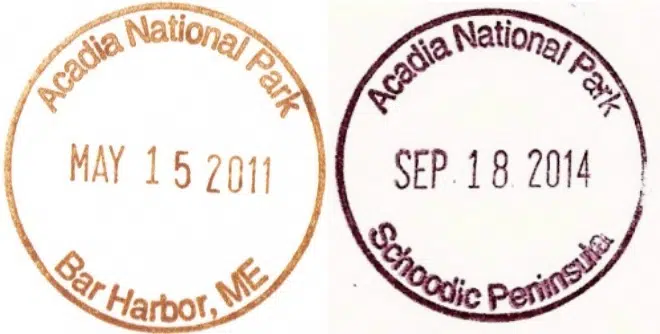 Acadia National Park
MAY 15 2011
Bar Harbor, ME
Acadia National Park
SEP 18 2014
Schoodic Peninsula